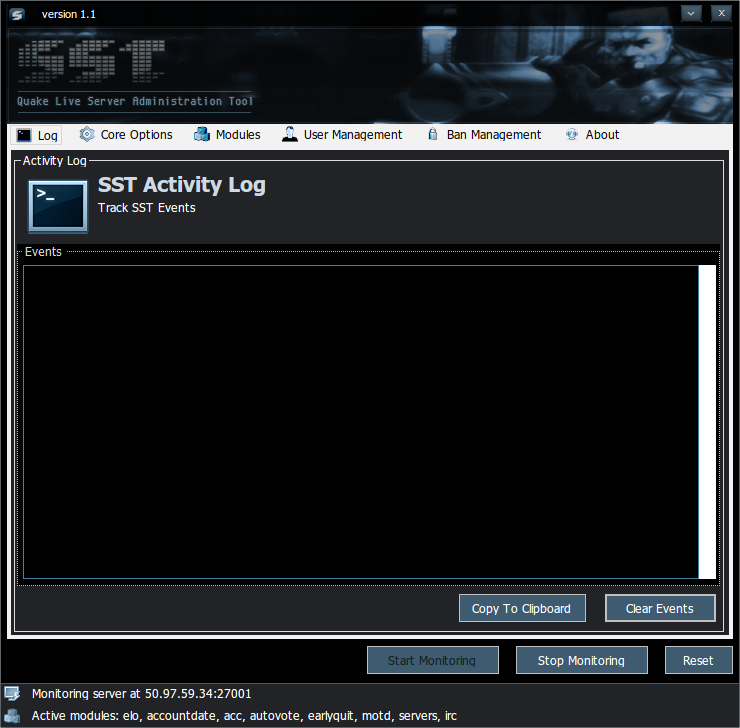 version 1.1
X
SST
Quake Live Server Administration Tool
Log Core Options Modules User Management Ban Management About
Activity Log
>_
SST Activity Log
Track SST Events
Events
Copy To Clipboard Clear Events
Start Monitoring Stop Monitoring Reset
Monitoring server at 50.97.59.34:27001
Active modules: elo, accountdate, acc, autovote, earlyquit, motd, servers, irc